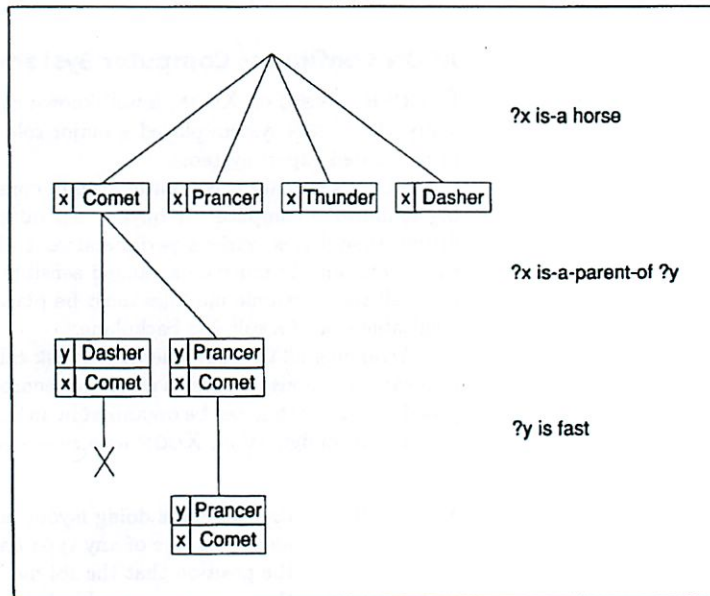 ?x is-a horse
x Comet x Prancer x Thunder x Dasher
?x is-a-parent-of ?y
y Dasher y Prancer
x Comet x Comet
?y is fast
y Prancer
x Comet